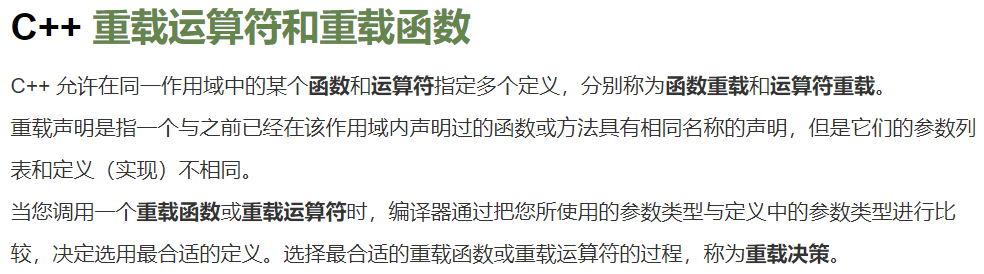 C++ 重载运算符和重载函数
C++ 允许在同一作用域中的某个函数和运算符指定多个定义，分别称为函数重载和运算符重载。
重载声明是指一个与之前已经在该作用域内声明过的函数或方法具有相同名称的声明，但是它们的参数列
表和定义（实现）不相同。
当您调用一个重载函数或重载运算符时，编译器通过把您所使用的参数类型与定义中的参数类型进行比
较，决定选用最合适的定义。选择最合适的重载函数或重载运算符的过程，称为重载决策。